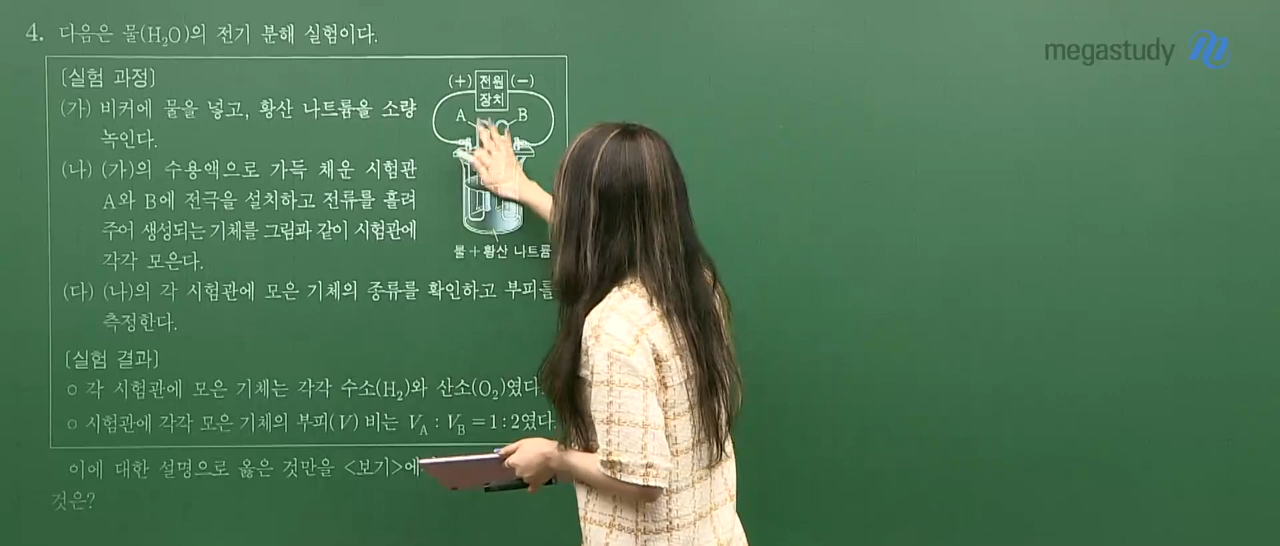 4. 다음은 물(H₂O)의 전기 분해 실험이다.
megastudy
[실험 과정]
(가) 비커에 물을 넣고, 황산 나트륨을 소량
녹인다.
(나) (가)의 수용액으로 가득 채운 시험관
A와 B에 전극을 설치하고 전류를 흘려
주어 생성되는 기체를 그림과 같이 시험관에
각각 모은다.
(다) (나)의 각 시험관에 모은 기체의 종류를 확인하고 부피를
측정한다.
(+) 전원 (-)
장치
A B
물+황산 나트륨
[실험 결과]
○ 각 시험관에 모은 기체는 각각 수소(H₂)와 산소(O₂)였다.
○ 시험관에 각각 모은 기체의 부피(V) 비는 V_A : V_B = 1 : 2였다.
이에 대한 설명으로 옳은 것만을 <보기>에
것은?